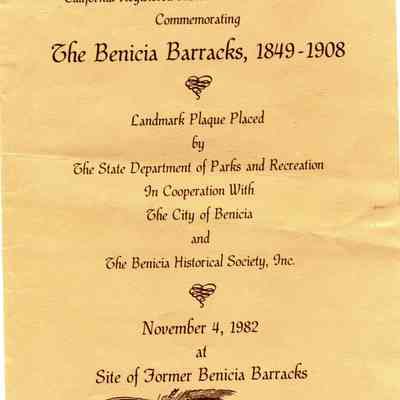 California Registered
Commemorating
The Benicia Barracks, 1849-1908
Landmark Plaque Placed
by
The State Department of Parks and Recreation
In Cooperation With
The City of Benicia
and
The Benicia Historical Society, Inc.
November 4, 1982
at
Site of Former Benicia Barracks